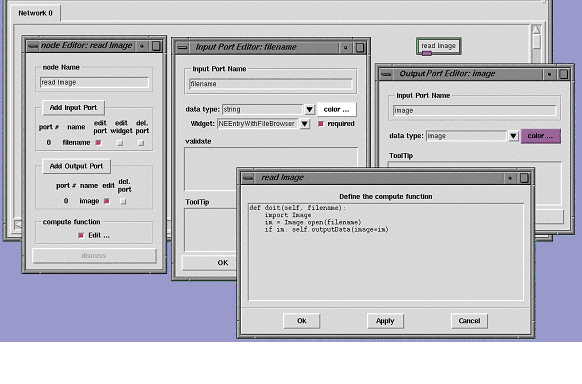 Network 0
read Image
node Editor: read Image
node Name
read Image
Add Input Port
port # name edit port edit widget del. port
0 filename
Add Output Port
port # name edit del. port
0 image
compute function
Edit ...
dismiss
Input Port Editor: filename
Input Port Name
filename
data type: string color ...
Widget: NEEntryWithFileBrowser required
validate
ToolTip
OK
Output Port Editor: image
Input Port Name
image
data type: image color ...
ToolTip
read Image
Define the compute function
def doit(self, filename):
    import Image
    im = Image.open(filename)
    if im: self.outputData(image=im)
Ok Apply Cancel